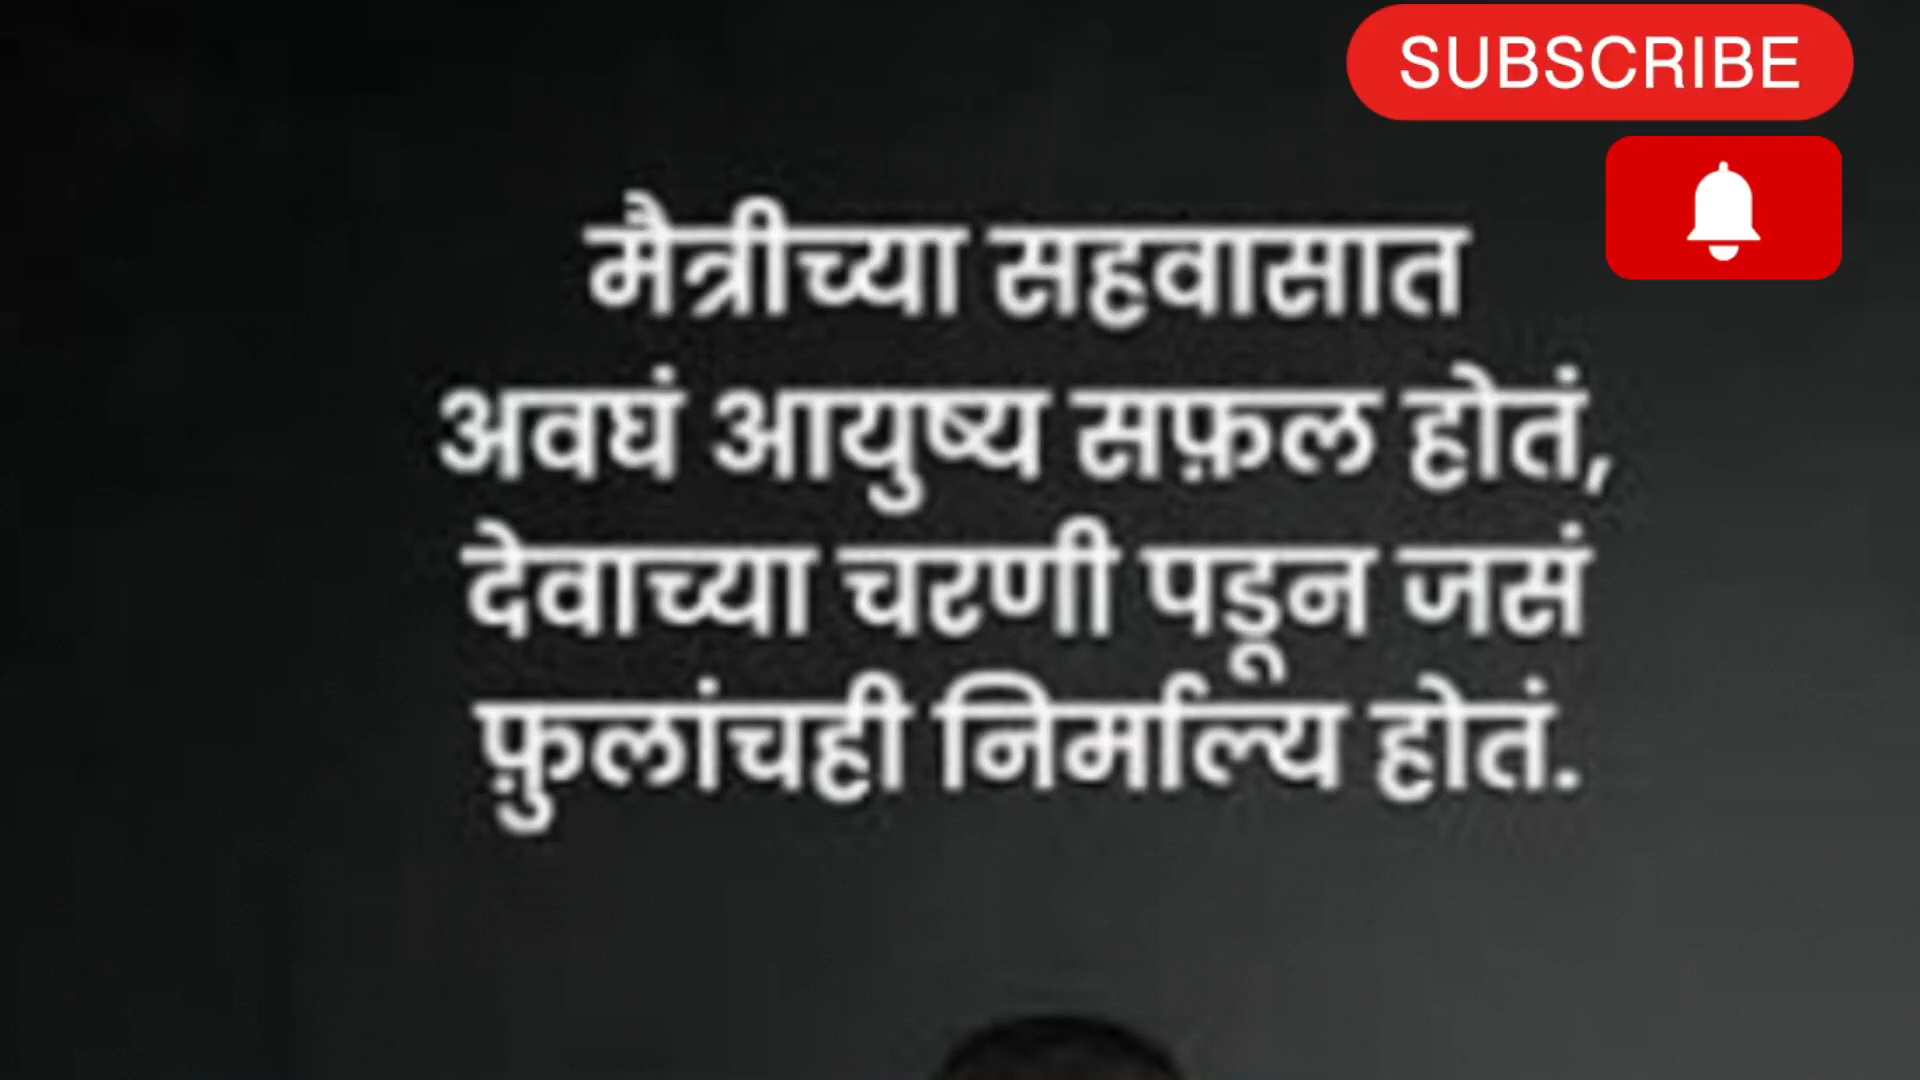 SUBSCRIBE
मैत्रीच्या सहवासात
अवघं आयुष्य सफ़ल होतं,
देवाच्या चरणी पडून जसं
फ़ुलांचही निर्माल्य होतं.